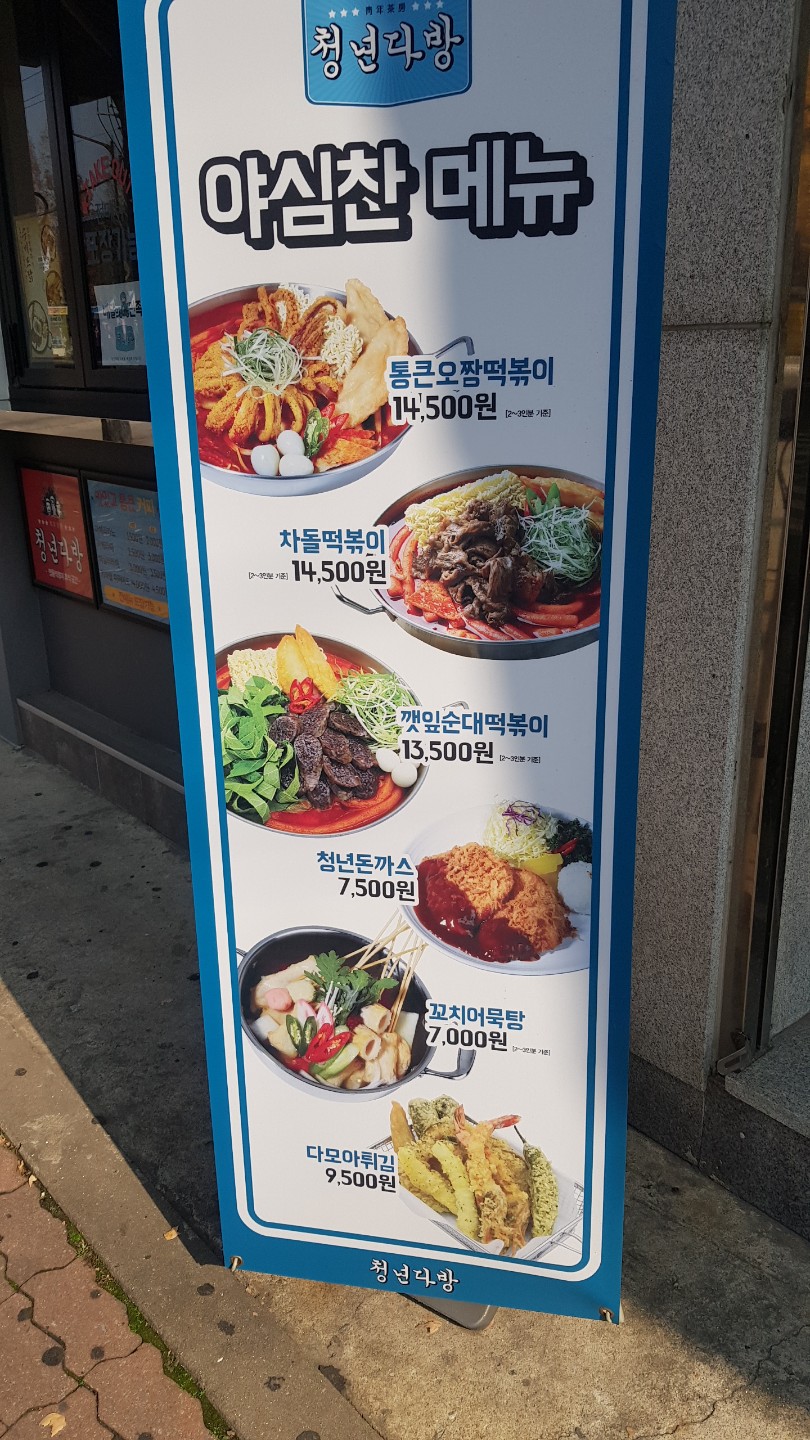 靑年茶房
청년다방
야심찬 메뉴
통큰오짬떡볶이
14,500원 [2~3인분 기준]
차돌떡볶이
[2~3인분 기준] 14,500원
깻잎순대떡볶이
13,500원 [2~3인분 기준]
청년돈까스
7,500원
꼬치어묵탕
7,000원 [2~3인분 기준]
다모아튀김
9,500원
청년다방
청년다방